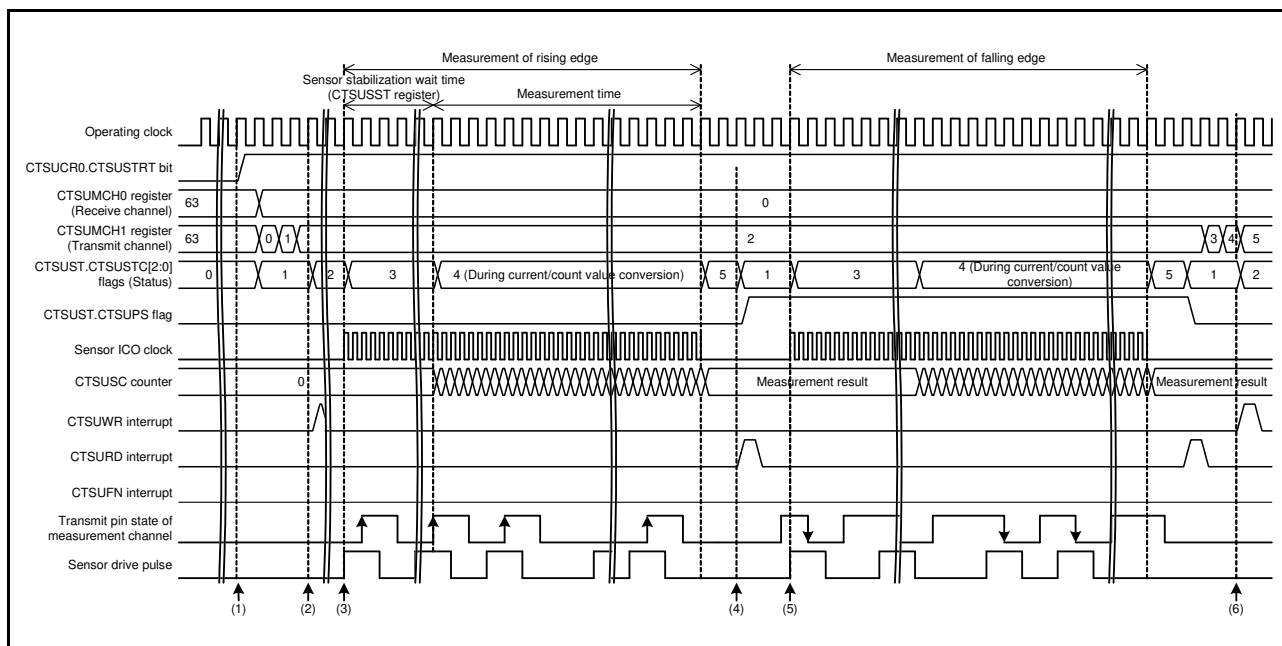 Measurement of rising edge
Measurement of falling edge
Sensor stabilization wait time
(CTSUSST register)
Measurement time
Operating clock
CTSUCR0.CTSUSTRT bit
CTSUMCH0 register
(Receive channel)
63
0
CTSUMCH1 register
(Transmit channel)
63
0
1
2
3
4
5
CTSUST.CTSUSTC[2:0]
flags (Status)
0
1
2
3
4 (During current/count value conversion)
5
1
3
4 (During current/count value
conversion)
5
1
2
CTSUST.CTSUPS flag
Sensor ICO clock
CTSUSC counter
0
Measurement result
Measurement result
CTSUWR interrupt
CTSURD interrupt
CTSUFN interrupt
Transmit pin state of
measurement channel
Sensor drive pulse
(1)
(2)
(3)
(4)
(5)
(6)